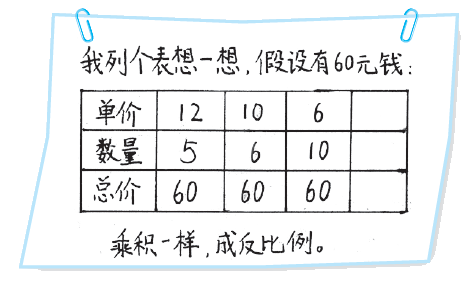 我列个表想一想，假设有60元钱：
单价 12 10 6
数量 5 6 10
总价 60 60 60
乘积一样，成反比例。